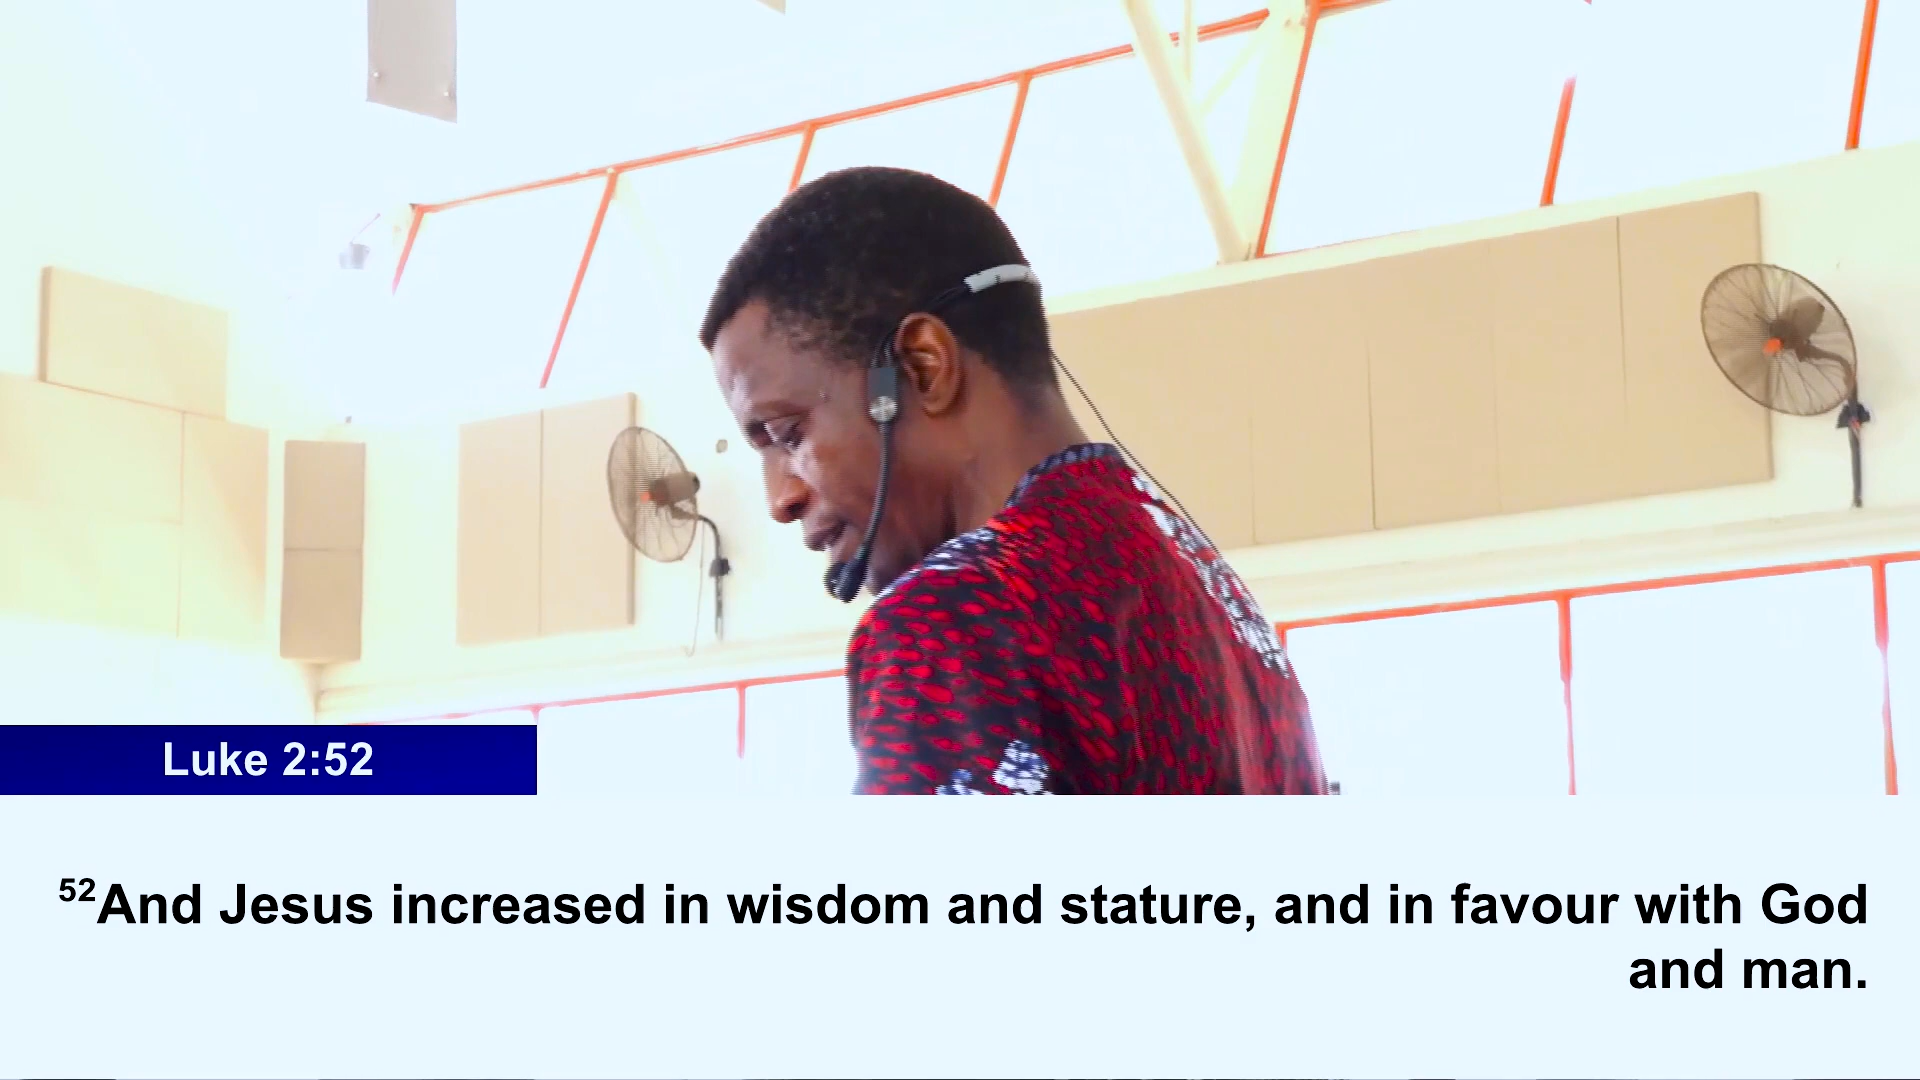 Luke 2:52
52And Jesus increased in wisdom and stature, and in favour with God
and man.